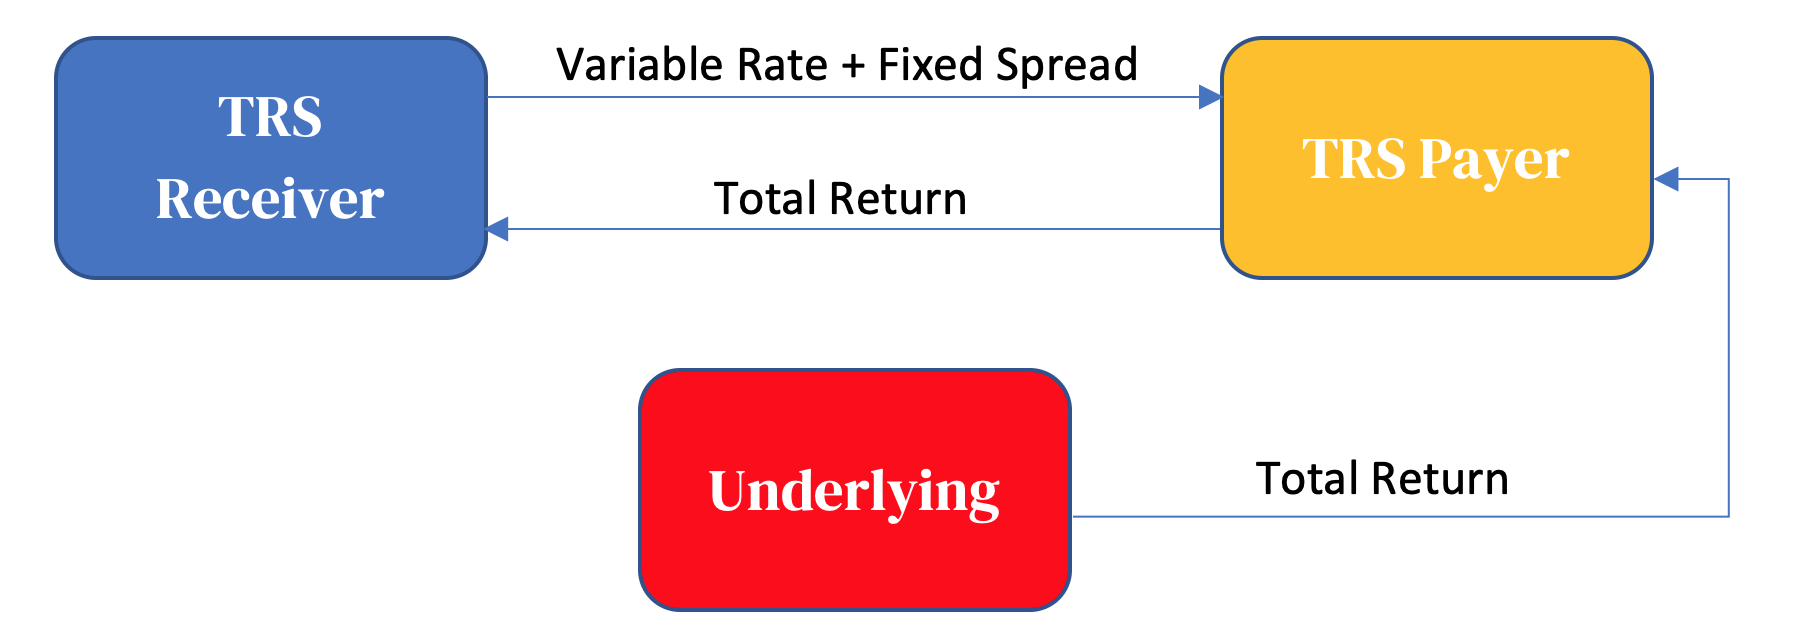 Variable Rate + Fixed Spread
TRS
Receiver
TRS Payer
Total Return
Underlying
Total Return